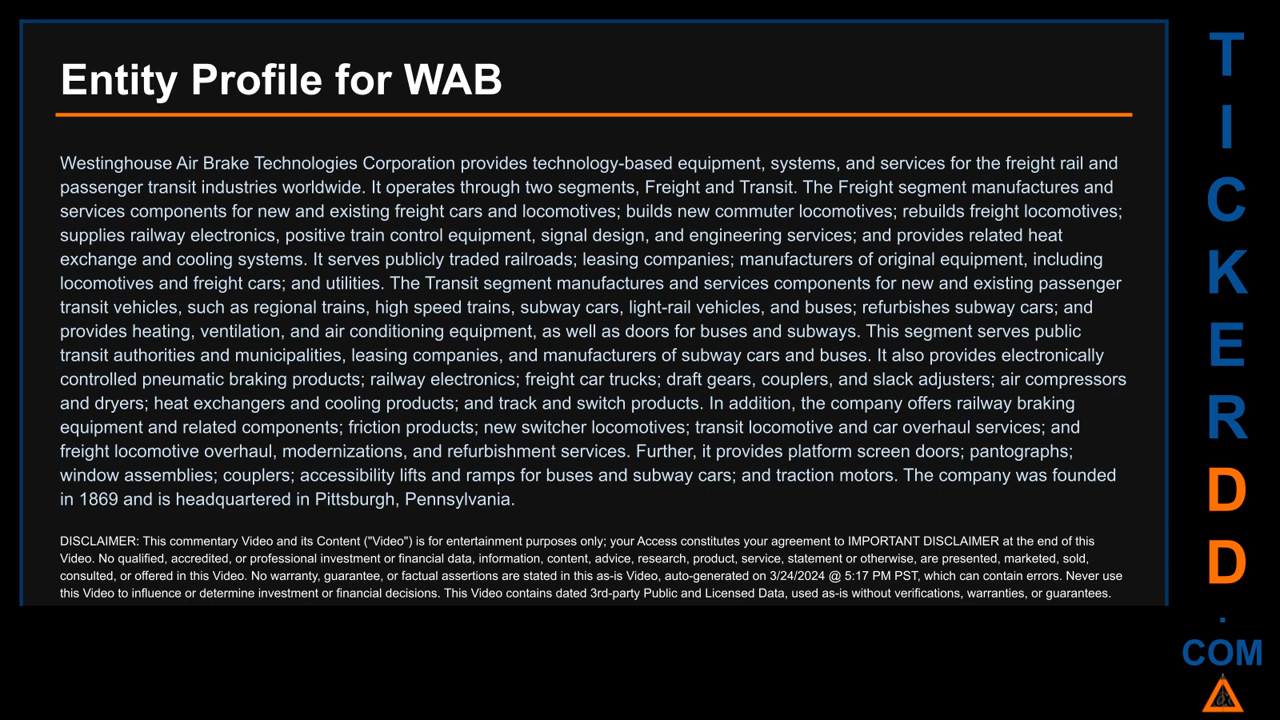 Entity Profile for WAB
Westinghouse Air Brake Technologies Corporation provides technology-based equipment, systems, and services for the freight rail and
passenger transit industries worldwide. It operates through two segments, Freight and Transit. The Freight segment manufactures and
services components for new and existing freight cars and locomotives; builds new commuter locomotives; rebuilds freight locomotives;
supplies railway electronics, positive train control equipment, signal design, and engineering services; and provides related heat
exchange and cooling systems. It serves publicly traded railroads; leasing companies; manufacturers of original equipment, including
locomotives and freight cars; and utilities. The Transit segment manufactures and services components for new and existing passenger
transit vehicles, such as regional trains, high speed trains, subway cars, light-rail vehicles, and buses; refurbishes subway cars; and
provides heating, ventilation, and air conditioning equipment, as well as doors for buses and subways. This segment serves public
transit authorities and municipalities, leasing companies, and manufacturers of subway cars and buses. It also provides electronically
controlled pneumatic braking products; railway electronics; freight car trucks; draft gears, couplers, and slack adjusters; air compressors
and dryers; heat exchangers and cooling products; and track and switch products. In addition, the company offers railway braking
equipment and related components; friction products; new switcher locomotives; transit locomotive and car overhaul services; and
freight locomotive overhaul, modernizations, and refurbishment services. Further, it provides platform screen doors; pantographs;
window assemblies; couplers; accessibility lifts and ramps for buses and subway cars; and traction motors. The company was founded
in 1869 and is headquartered in Pittsburgh, Pennsylvania.
DISCLAIMER: This commentary Video and its Content ("Video") is for entertainment purposes only; your Access constitutes your agreement to IMPORTANT DISCLAIMER at the end of this
Video. No qualified, accredited, or professional investment or financial data, information, content, advice, research, product, service, statement or otherwise, are presented, marketed, sold,
consulted, or offered in this Video. No warranty, guarantee, or factual assertions are stated in this as-is Video, auto-generated on 3/24/2024 @ 5:17 PM PST, which can contain errors. Never use
this Video to influence or determine investment or financial decisions. This Video contains dated 3rd-party Public and Licensed Data, used as-is without verifications, warranties, or guarantees.
T
I
C
K
E
R
D
D
.
COM